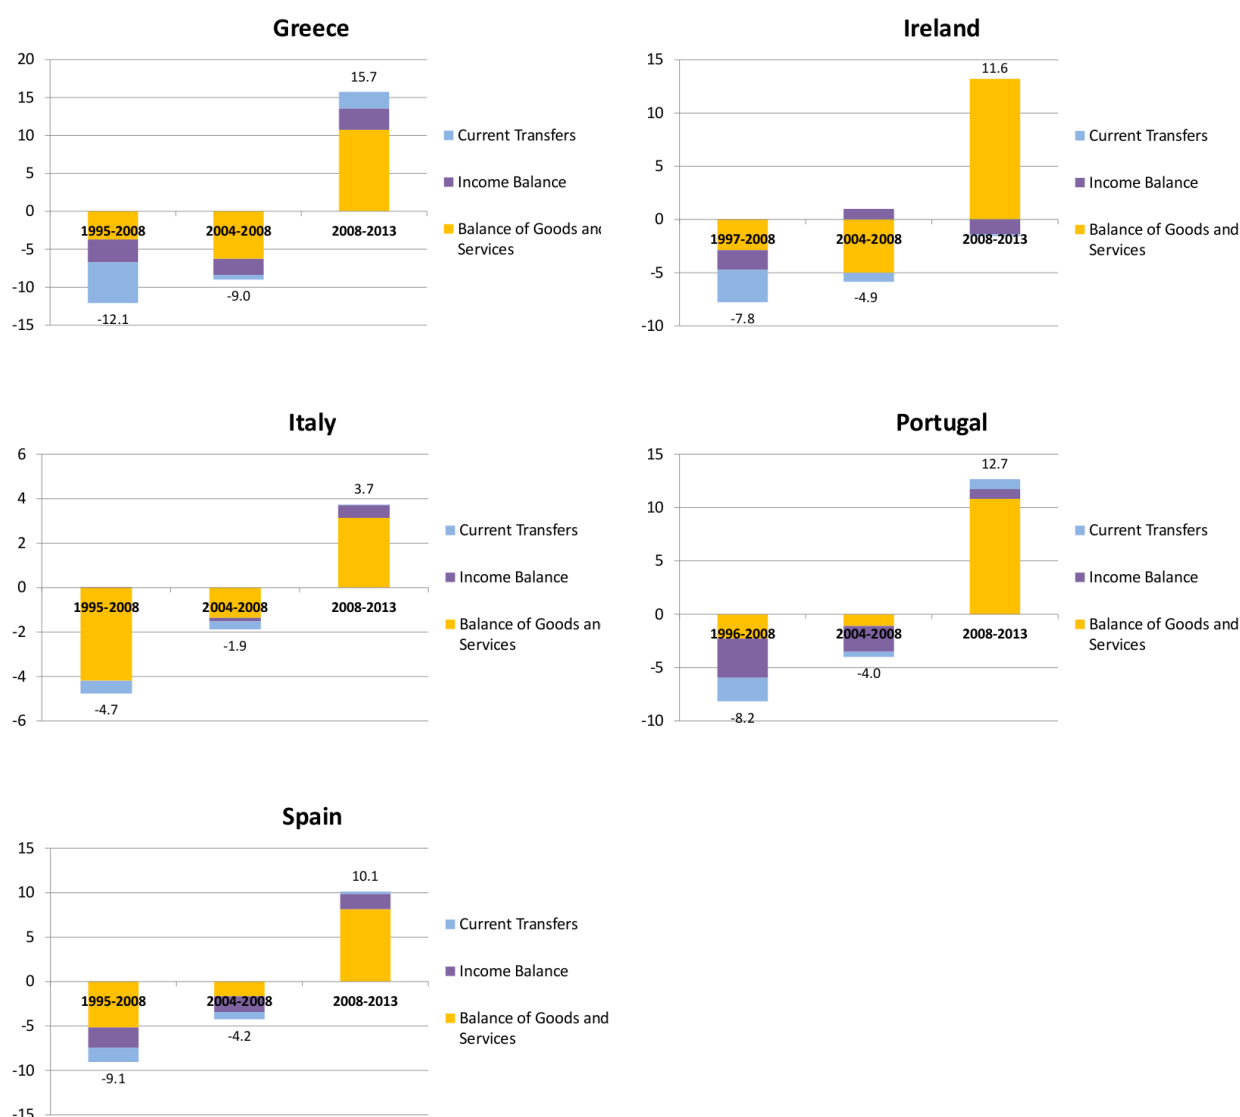 Greece
20
15
10
5
0
-5
-10
-15
15.7
1995-2008
2004-2008
2008-2013
-9.0
-12.1
Current Transfers
Income Balance
Balance of Goods and
Services
Ireland
15
10
5
0
-5
-10
11.6
1997-2008
2004-2008
2008-2013
-4.9
-7.8
Current Transfers
Income Balance
Balance of Goods and
Services
Italy
6
4
2
0
-2
-4
-6
3.7
1995-2008
2004-2008
2008-2013
-1.9
-4.7
Current Transfers
Income Balance
Balance of Goods an
Services
Portugal
15
10
5
0
-5
-10
12.7
1996-2008
2004-2008
2008-2013
-4.0
-8.2
Current Transfers
Income Balance
Balance of Goods and
Services
Spain
15
10
5
0
-5
-10
-15
10.1
1995-2008
2004-2008
2008-2013
-4.2
-9.1
Current Transfers
Income Balance
Balance of Goods and
Services